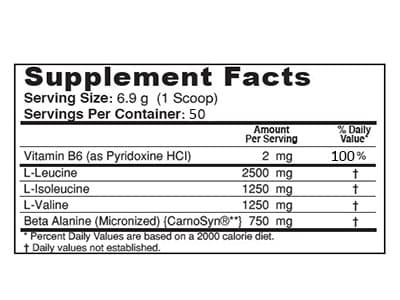 Supplement Facts
Serving Size: 6.9 g (1 Scoop)
Servings Per Container: 50
Amount Per Serving % Daily Value*
Vitamin B6 (as Pyridoxine HCl) 2 mg 100%
L-Leucine 2500 mg †
L-Isoleucine 1250 mg †
L-Valine 1250 mg †
Beta Alanine (Micronized) {CarnoSyn®**} 750 mg †
* Percent Daily Values are based on a 2000 calorie diet.
† Daily values not established.